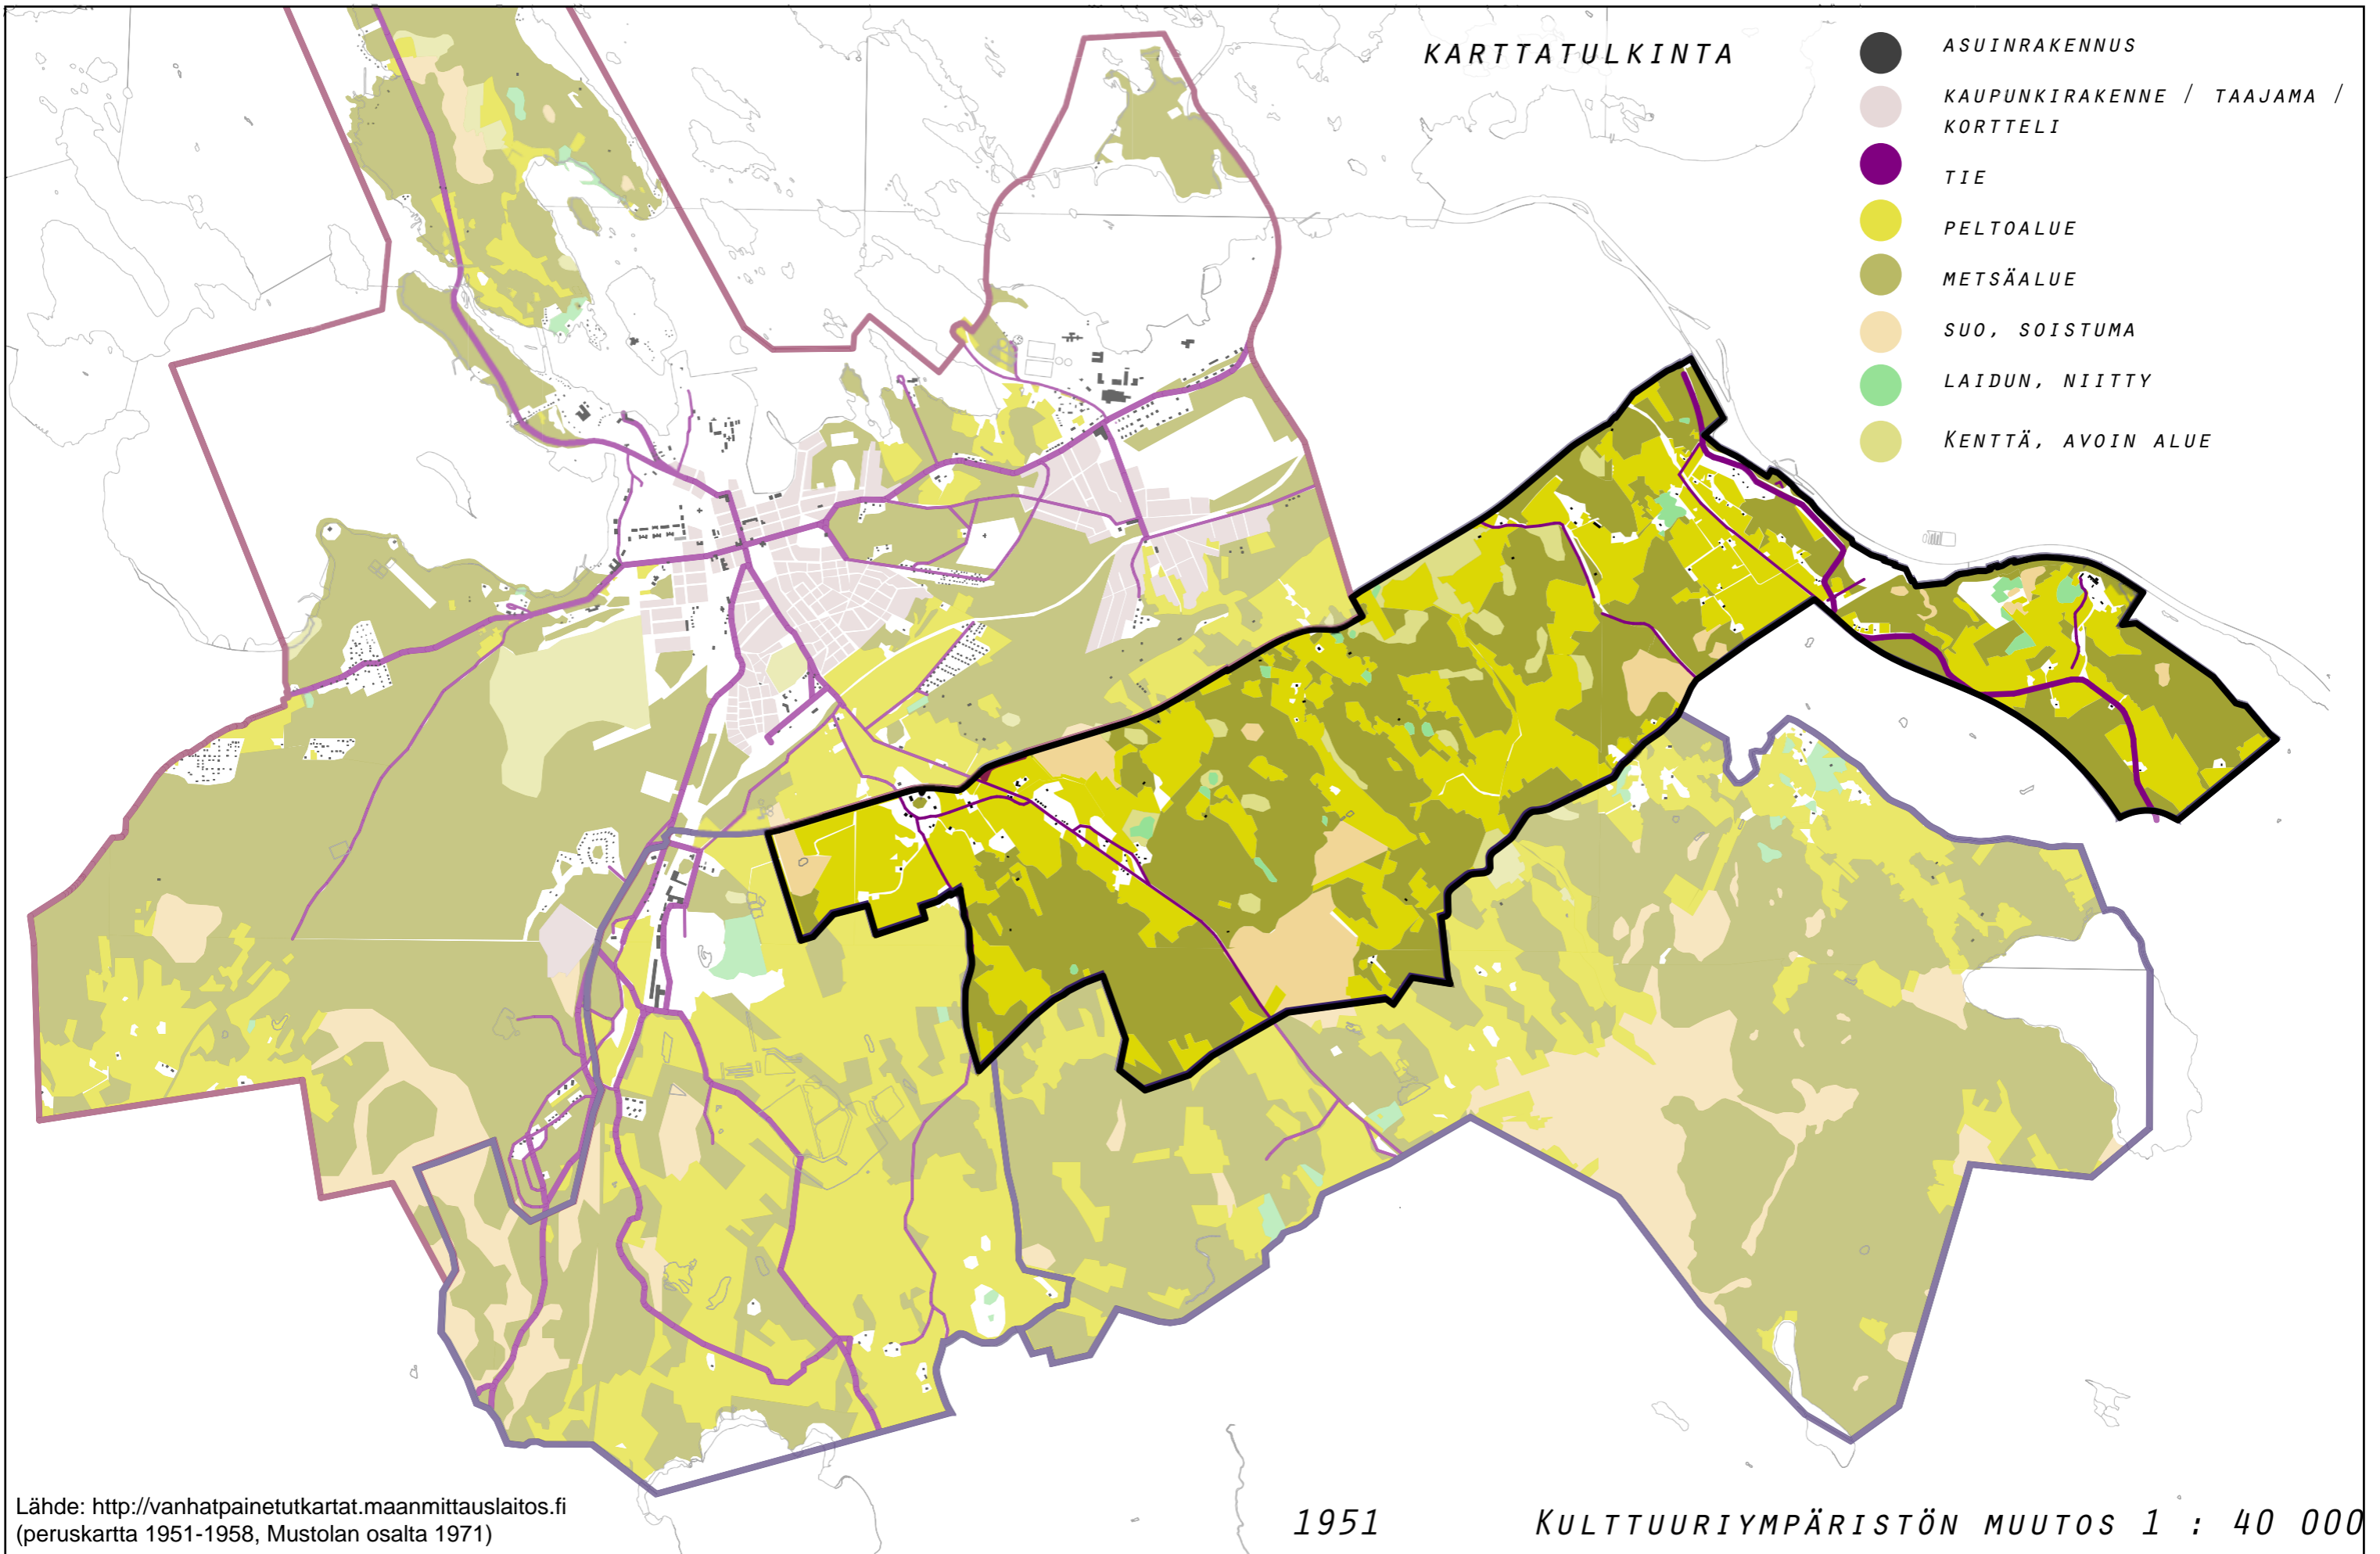 KARTTATULKINTA
ASUINRAKENNUS
KAUPUNKIRAKENNE / TAAJAMA /
KORTTELI
TIE
PELTOALUE
METSÄALUE
SUO, SOISTUMA
LAIDUN, NIITTY
KENTTÄ, AVOIN ALUE
Lähde: http://vanhatpainetutkartat.maanmittauslaitos.fi
(peruskartta 1951-1958, Mustolan osalta 1971)
1951
KULTTUURIYMPÄRISTÖN MUUTOS 1 : 40 000